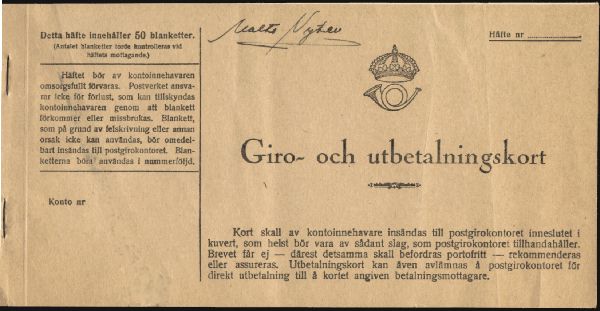 Detta häfte innehåller 50 blanketter.
(Antalet blanketter torde kontrolleras vid
häftets mottagande.)
Häftet bör av kontoinnehavaren
omsorgsfullt förvaras. Postverket ansva-
rar icke för förlust, som kan tillskyndas
kontoinnehavaren genom att blankett
förkommer eller missbrukas. Blankett,
som på grund av felskrivning eller annan
orsak icke kan användas, bör omedel-
bart insändas till postgirokontoret. Blan-
ketterna böra användas i nummerföljd.
Konto nr
Häfte nr
Giro- och utbetalningskort
Kort skall av kontoinnehavare insändas till postgirokontoret inneslutet i
kuvert, som helst bör vara av sådant slag, som postgirokontoret tillhandahåller.
Brevet får ej — därest detsamma skall befordras portofritt — rekommenderas
eller assureras. Utbetalningskort kan även avlämnas å postgirokontoret för
direkt utbetalning till å kortet angiven betalningsmottagare.